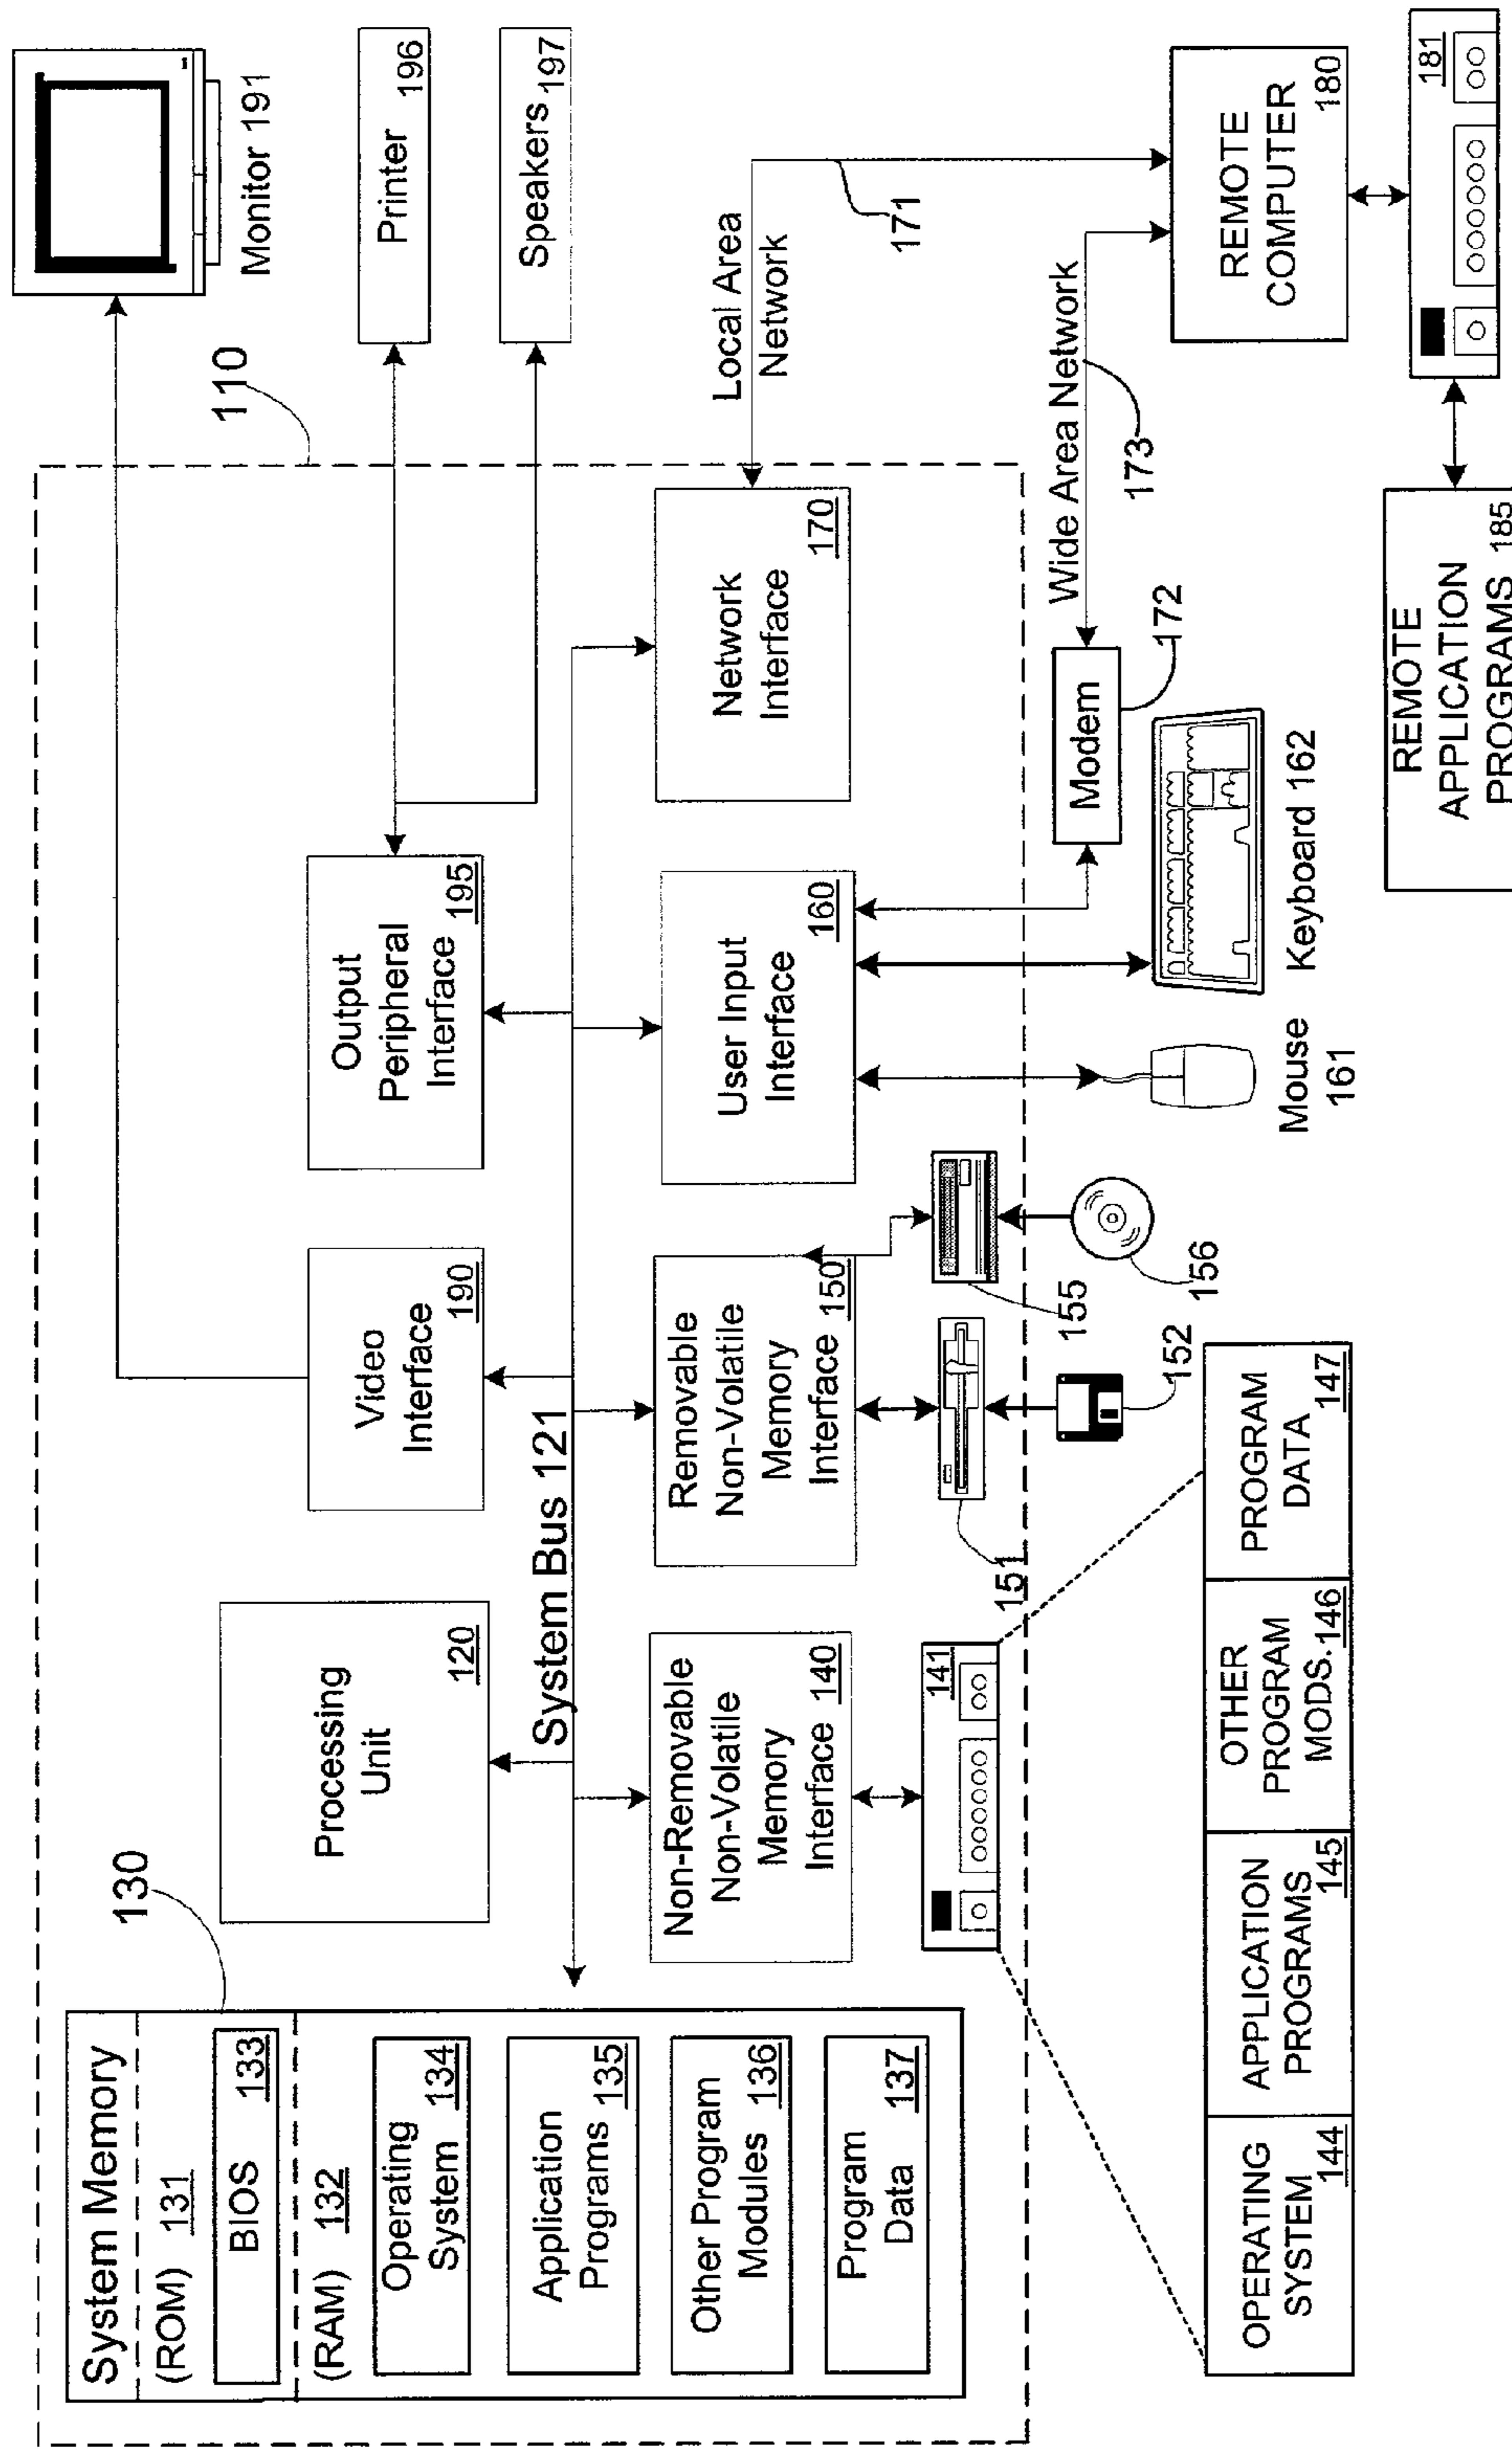 System Memory
(ROM) 131
BIOS 133
(RAM) 132
Operating
System 134
Application
Programs 135
Other Program
Modules 136
Program
Data 137
130
Processing
Unit
120
Video
Interface
190
Output
Peripheral
Interface 195
110
Monitor 191
Printer 196
Speakers 197
System Bus 121
Non-Removable
Non-Volatile
Memory
Interface 140
Removable
Non-Volatile
Memory
Interface 150
User Input
Interface
160
Network
Interface
170
Local Area
Network
171
141
151
152
155
156
Wide Area Network
173
Modem
172
Mouse
161
Keyboard 162
REMOTE
COMPUTER
180
181
REMOTE
APPLICATION
PROGRAMS 185
OPERATING
SYSTEM 144
APPLICATION
PROGRAMS 145
OTHER
PROGRAM
MODS. 146
PROGRAM
DATA 147